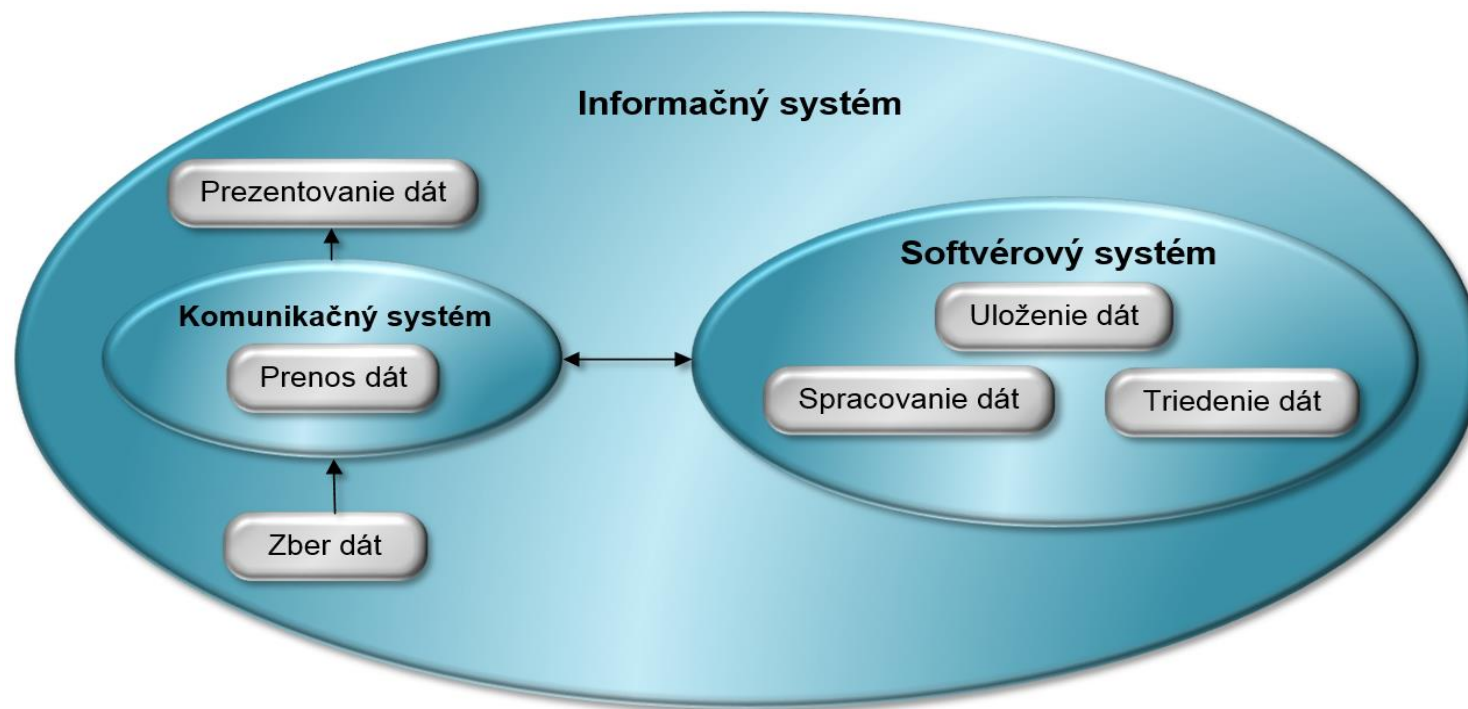 Informačný systém
Prezentovanie dát
Komunikačný systém
Prenos dát
Zber dát
Softvérový systém
Uloženie dát
Spracovanie dát
Triedenie dát